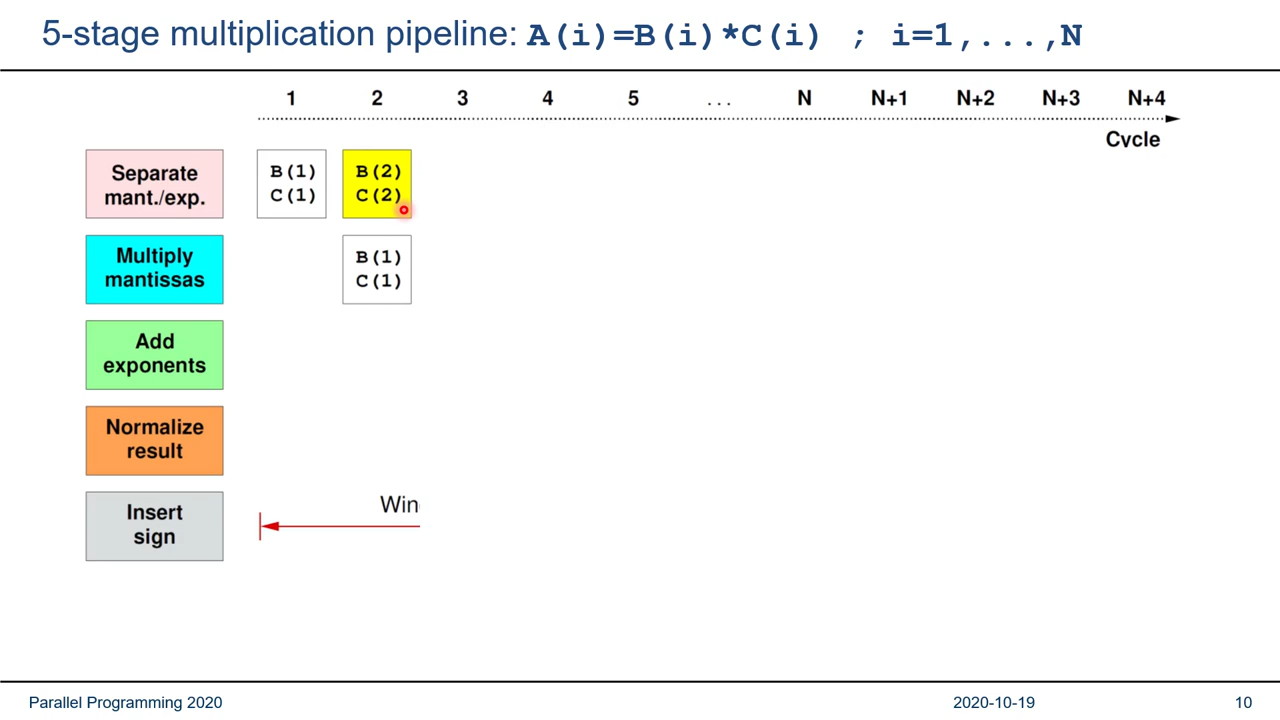 5-stage multiplication pipeline: A(i)=B(i)*C(i) ; i=1,...,N
1 2 3 4 5 ... N N+1 N+2 N+3 N+4
Cycle
Separate
mant./exp.
B(1)
C(1)
B(2)
C(2)
Multiply
mantissas
B(1)
C(1)
Add
exponents
Normalize
result
Insert
sign
Win
Parallel Programming 2020 2020-10-19 10